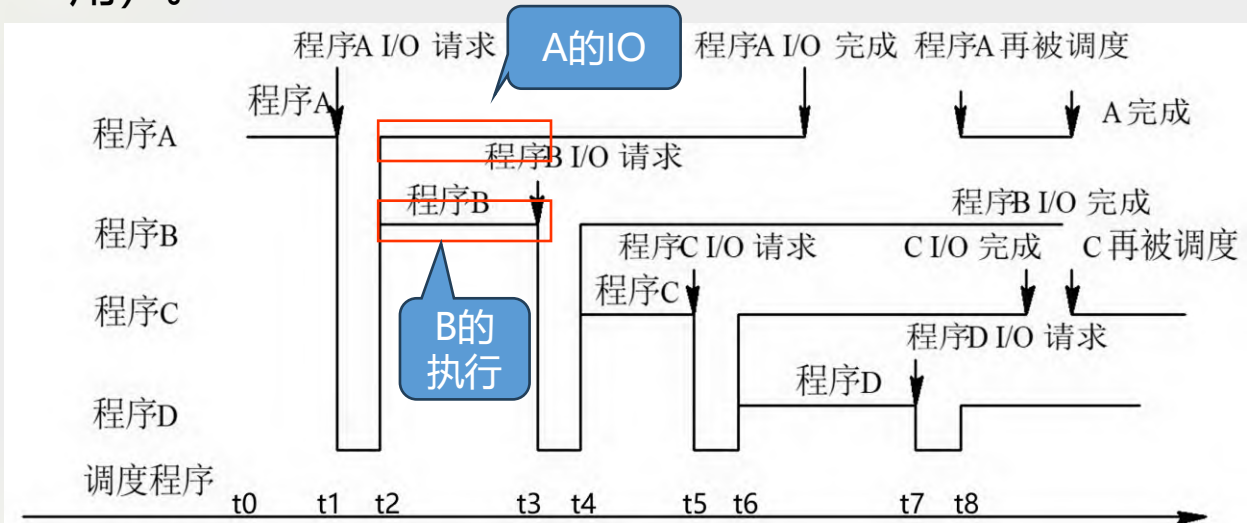 用）。
程序A I/O 请求
A的IO
程序A I/O 完成
程序A再被调度
程序A
程序A
A完成
程序B I/O 请求
程序B
程序B
程序B I/O 完成
程序C I/O 请求
C I/O 完成
C再被调度
程序C
程序C
B的
执行
程序D I/O 请求
程序D
程序D
调度程序
t0 t1 t2 t3 t4 t5 t6 t7 t8